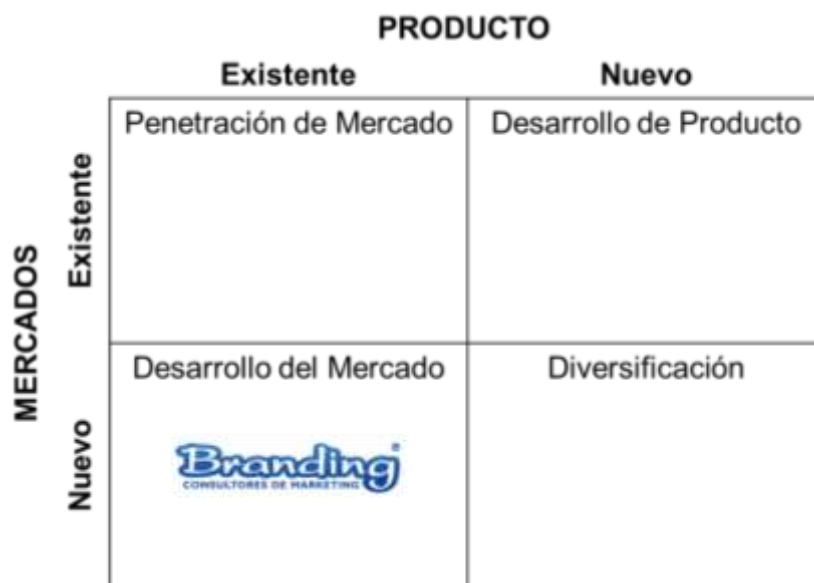 PRODUCTO
Existente Nuevo
MERCADOS
Existente
Penetración de Mercado Desarrollo de Producto
Nuevo
Desarrollo del Mercado Diversificación
Branding®
CONSULTORES DE MARKETING